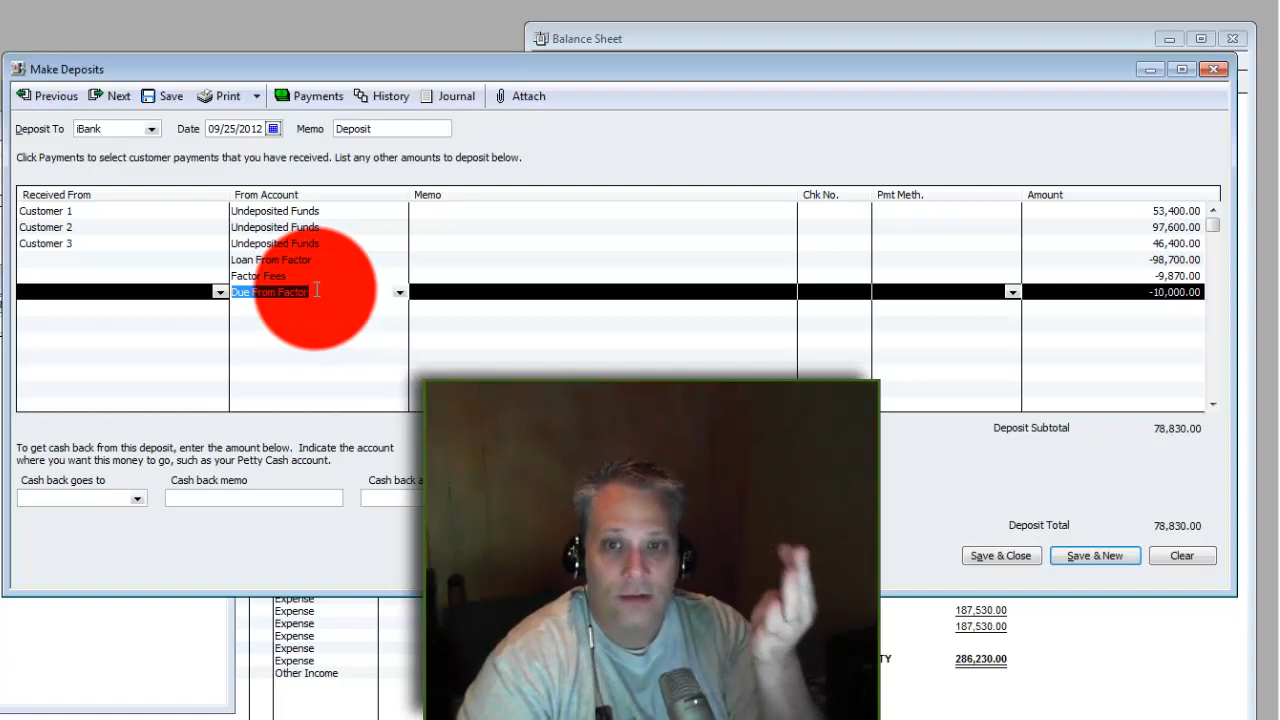 Balance Sheet
Make Deposits
Previous Next Save Print Payments History Journal Attach
Deposit To iBank Date 09/25/2012 Memo Deposit
Click Payments to select customer payments that you have received. List any other amounts to deposit below.
Received From From Account Memo Chk No. Pmt Meth. Amount
Customer 1 Undeposited Funds 53,400.00
Customer 2 Undeposited Funds 97,600.00
Customer 3 Undeposited Funds 46,400.00
Loan From Factor -98,700.00
Factor Fees -9,870.00
Due From Factor -10,000.00
Deposit Subtotal 78,830.00
To get cash back from this deposit, enter the amount below. Indicate the account
where you want this money to go, such as your Petty Cash account.
Cash back goes to Cash back memo Cash back a
Deposit Total 78,830.00
Save & Close Save & New Clear
Expense
Expense 187,530.00
Expense 187,530.00
Expense
Expense
Expense TY 286,230.00
Other Income